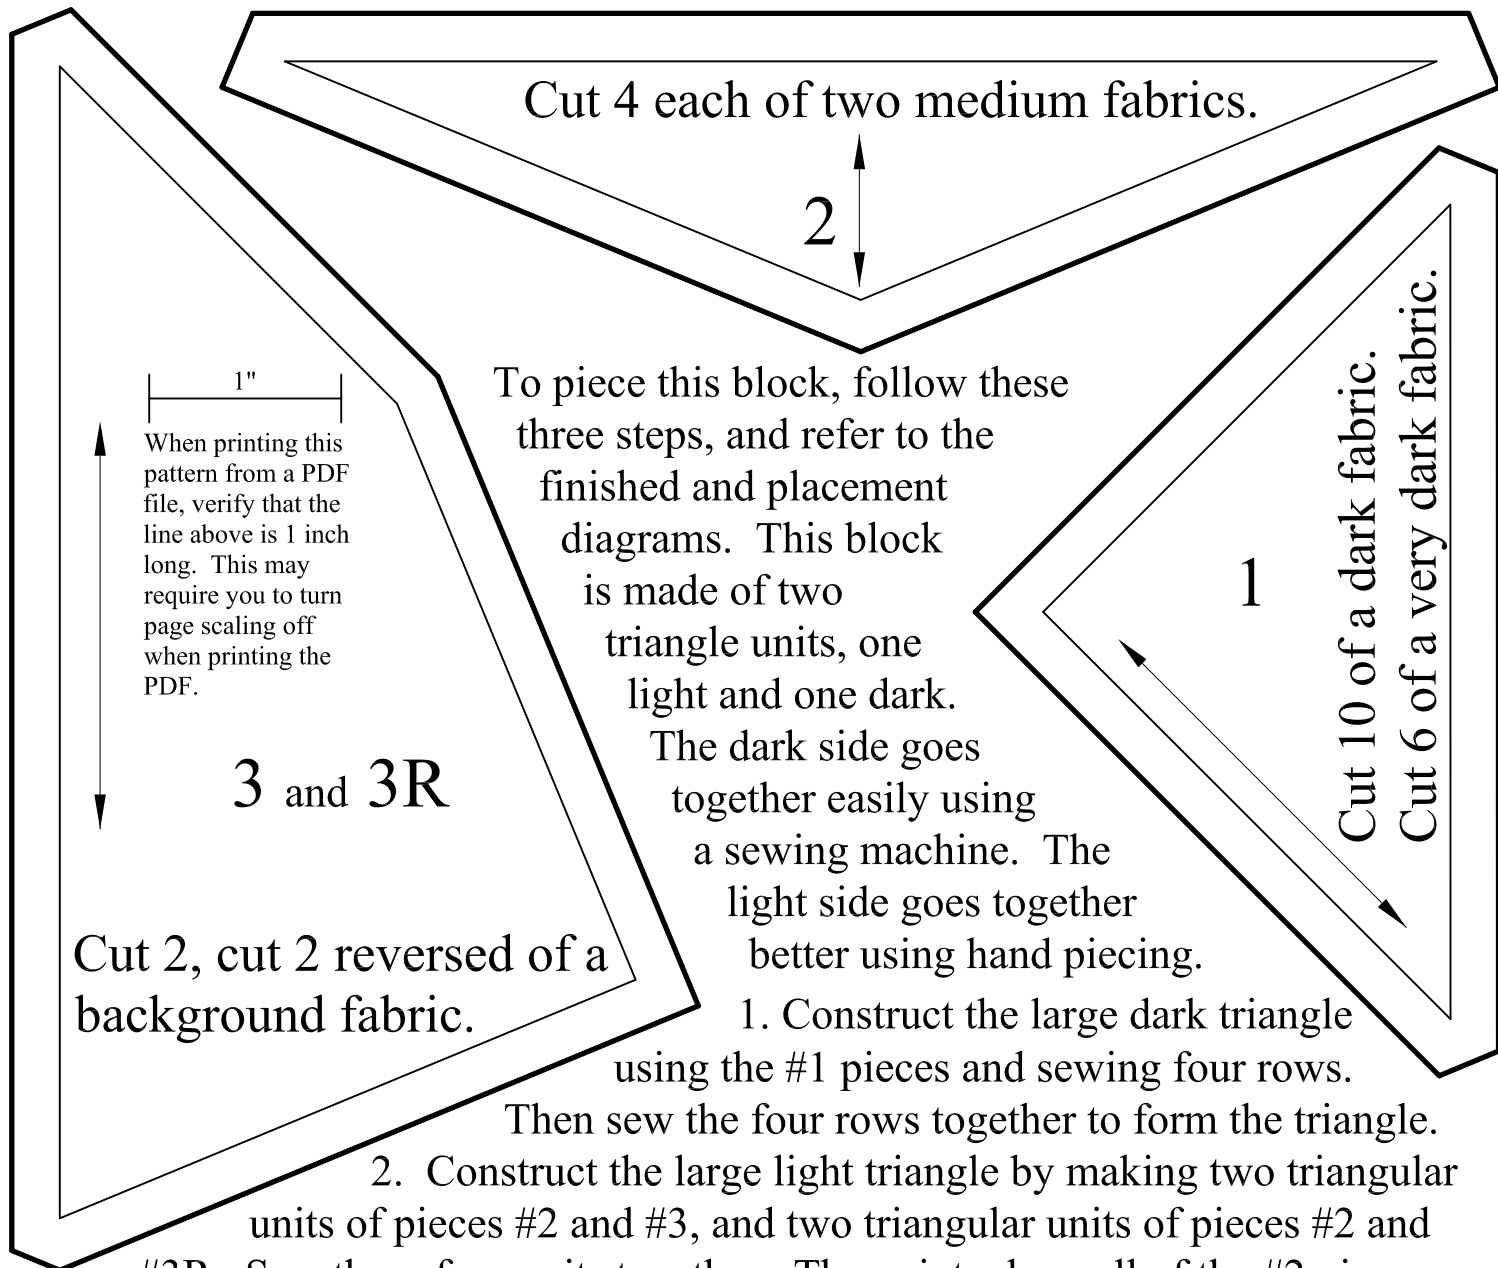 Cut 4 each of two medium fabrics.
2
1"
When printing this
pattern from a PDF
file, verify that the
line above is 1 inch
long.  This may
require you to turn
page scaling off
when printing the
PDF.
3 and 3R
Cut 2, cut 2 reversed of a
background fabric.
1
Cut 10 of a dark fabric.
Cut 6 of a very dark fabric.
To piece this block, follow these
three steps, and refer to the
finished and placement
diagrams.  This block
is made of two
triangle units, one
light and one dark.
The dark side goes
together easily using
a sewing machine.  The
light side goes together
better using hand piecing.
1. Construct the large dark triangle
using the #1 pieces and sewing four rows.
Then sew the four rows together to form the triangle.
2.  Construct the large light triangle by making two triangular
units of pieces #2 and #3, and two triangular units of pieces #2 and